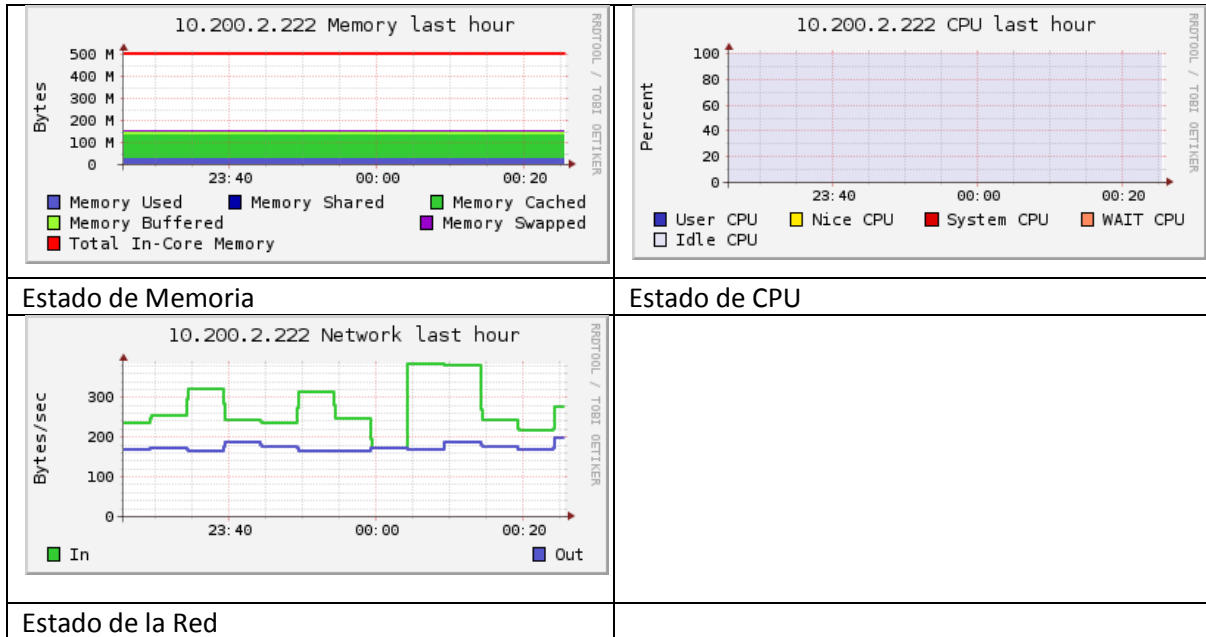 10.200.2.222 Memory last hour
RRDTOOL / TOBI OETIKER
Bytes
500 M
400 M
300 M
200 M
100 M
0
23:40 00:00 00:20
Memory Used Memory Shared Memory Cached
Memory Buffered Memory Swapped
Total In-Core Memory
10.200.2.222 CPU last hour
RRDTOOL / TOBI OETIKER
Percent
100
80
60
40
20
0
23:40 00:00 00:20
User CPU Nice CPU System CPU WAIT CPU
Idle CPU
Estado de Memoria
Estado de CPU
10.200.2.222 Network last hour
RRDTOOL / TOBI OETIKER
Bytes/sec
300
200
100
0
23:40 00:00 00:20
In Out
Estado de la Red